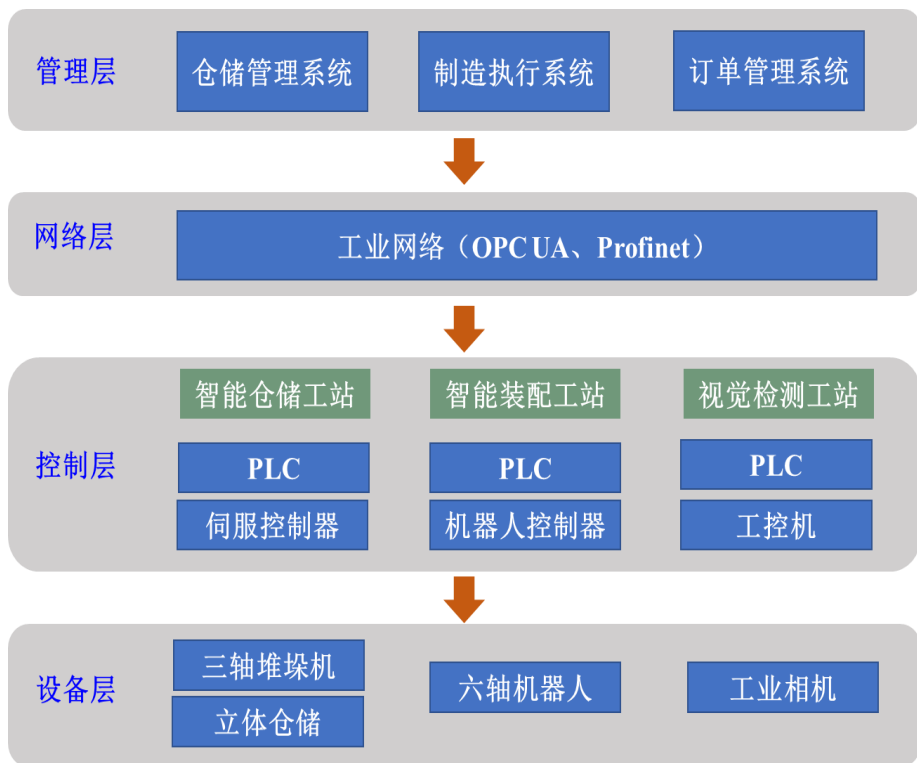 管理层
仓储管理系统
制造执行系统
订单管理系统
网络层
工业网络（OPC UA、Profinet）
控制层
智能仓储工站
智能装配工站
视觉检测工站
PLC
PLC
PLC
伺服控制器
机器人控制器
工控机
设备层
三轴堆垛机
立体仓储
六轴机器人
工业相机